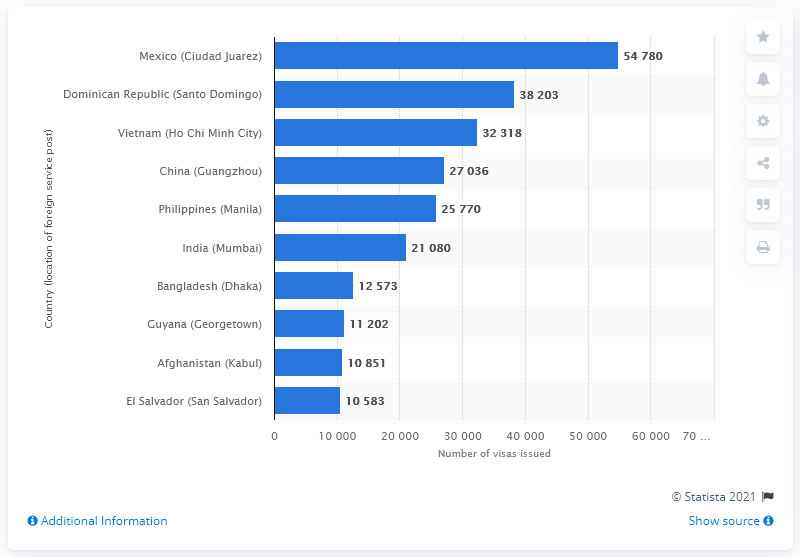 Country (location of foreign service post)
Mexico (Ciudad Juarez) 54 780
Dominican Republic (Santo Domingo) 38 203
Vietnam (Ho Chi Minh City) 32 318
China (Guangzhou) 27 036
Philippines (Manila) 25 770
India (Mumbai) 21 080
Bangladesh (Dhaka) 12 573
Guyana (Georgetown) 11 202
Afghanistan (Kabul) 10 851
El Salvador (San Salvador) 10 583
0 10 000 20 000 30 000 40 000 50 000 60 000 70 ...
Number of visas issued
© Statista 2021
Additional Information Show source